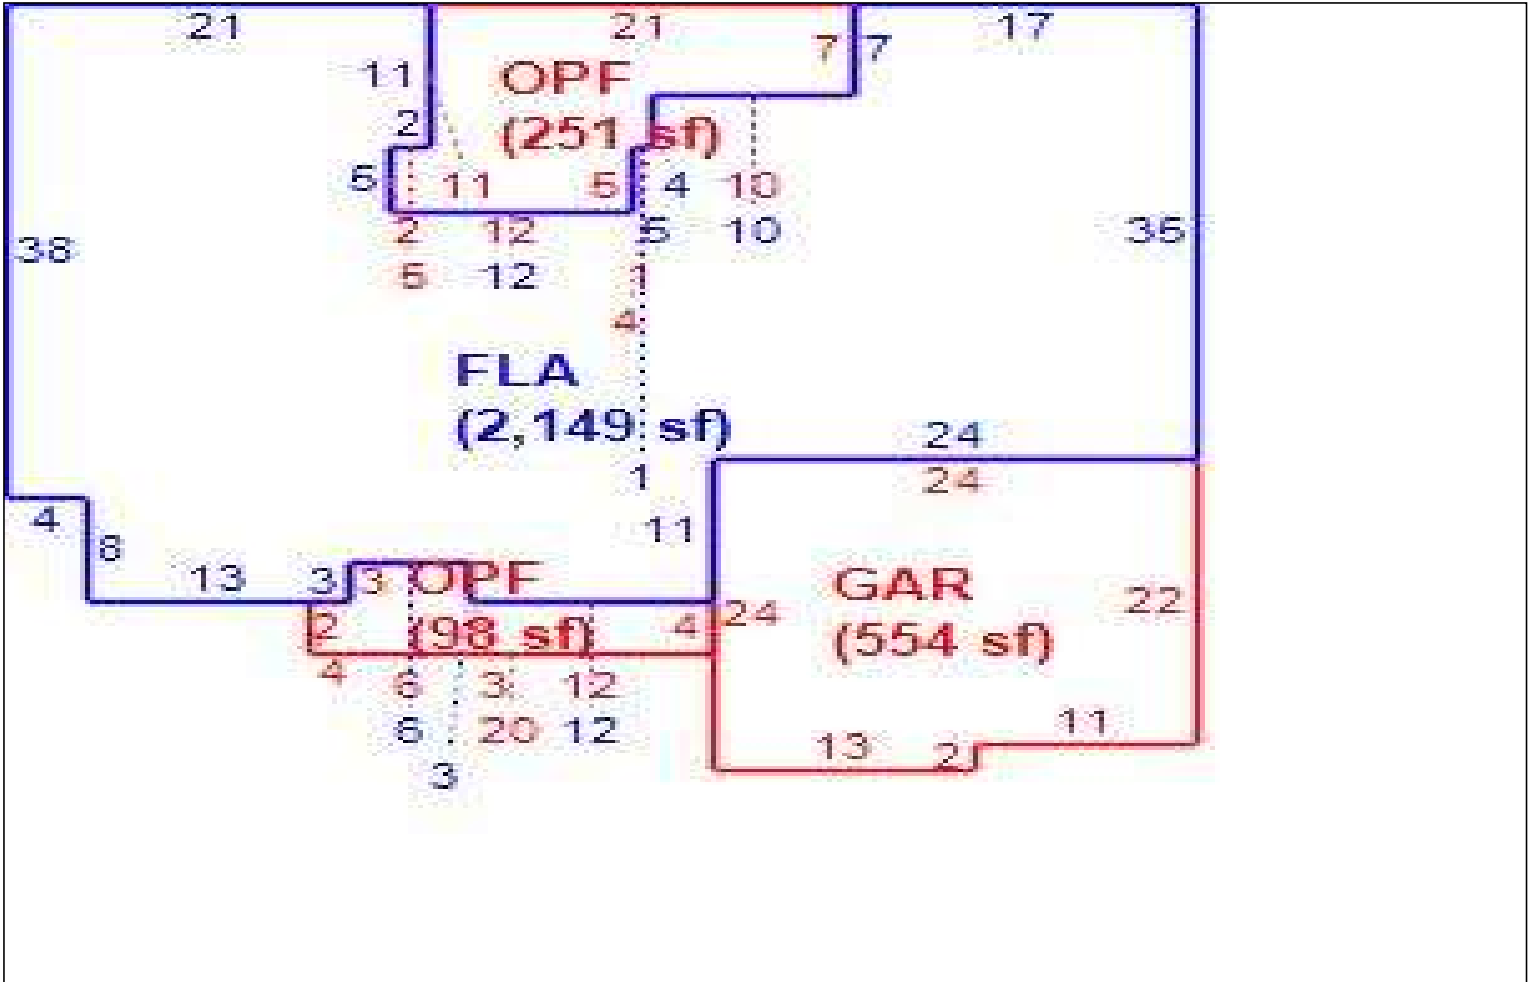 21 21 17
11 7 7
OPF
2 (251 sf)
5 11 5 4 10
38 2 12 5 10 35
5 12 1
4
FLA
(2,149 sf) 24
1 24
4 11
8
13 3 3 OPF GAR
2 (98 sf) 4 24 (554 sf) 22
4 6 3 12
6 20 12 13 2 11
3